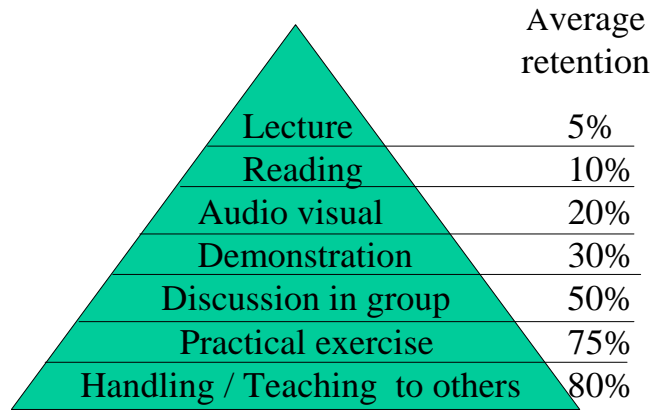 Average
retention
Lecture 5%
Reading 10%
Audio visual 20%
Demonstration 30%
Discussion in group 50%
Practical exercise 75%
Handling / Teaching to others 80%